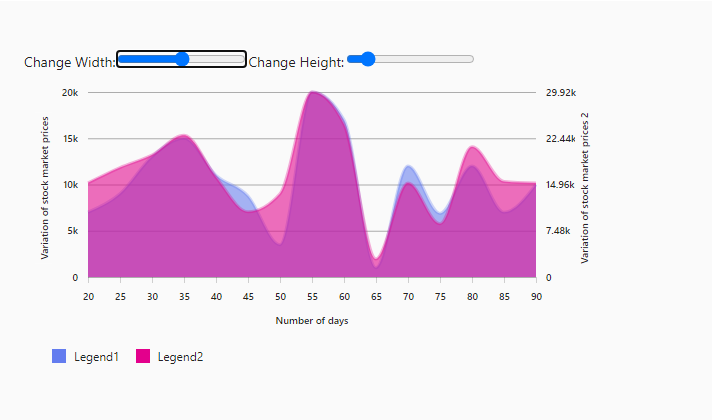 Change Width: Change Height:
20k 29.92k
15k 22.44k
10k 14.96k
5k 7.48k
0 0
Variation of stock market prices
Variation of stock market prices 2
20 25 30 35 40 45 50 55 60 65 70 75 80 85 90
Number of days
Legend1 Legend2